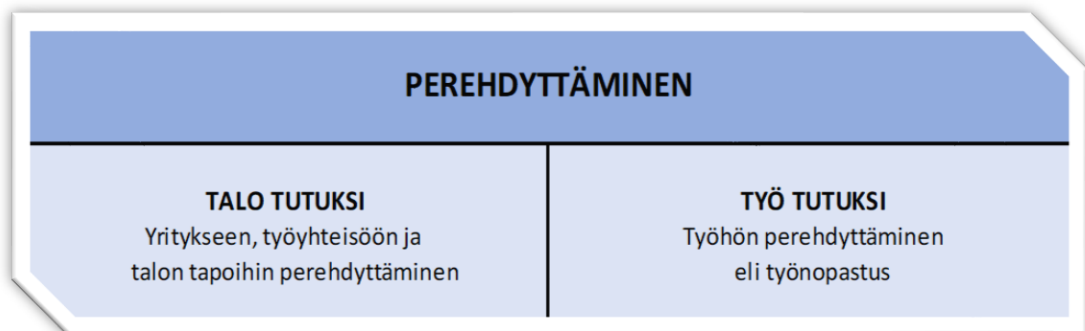 PEREHDYTTÄMINEN
TALO TUTUKSI
Yritykseen, työyhteisöön ja
talon tapoihin perehdyttäminen
TYÖ TUTUKSI
Työhön perehdyttäminen
eli työnopastus